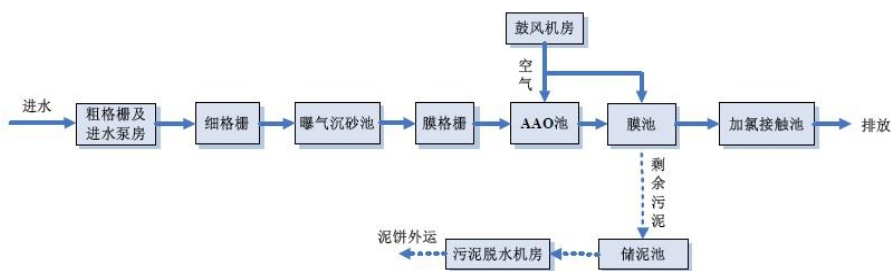 鼓风机房
空
气
进水
粗格栅及
进水泵房
细格栅
曝气沉砂池
膜格栅
AAO池
膜池
加氯接触池
排放
剩
余
污
泥
泥饼外运
污泥脱水机房
储泥池